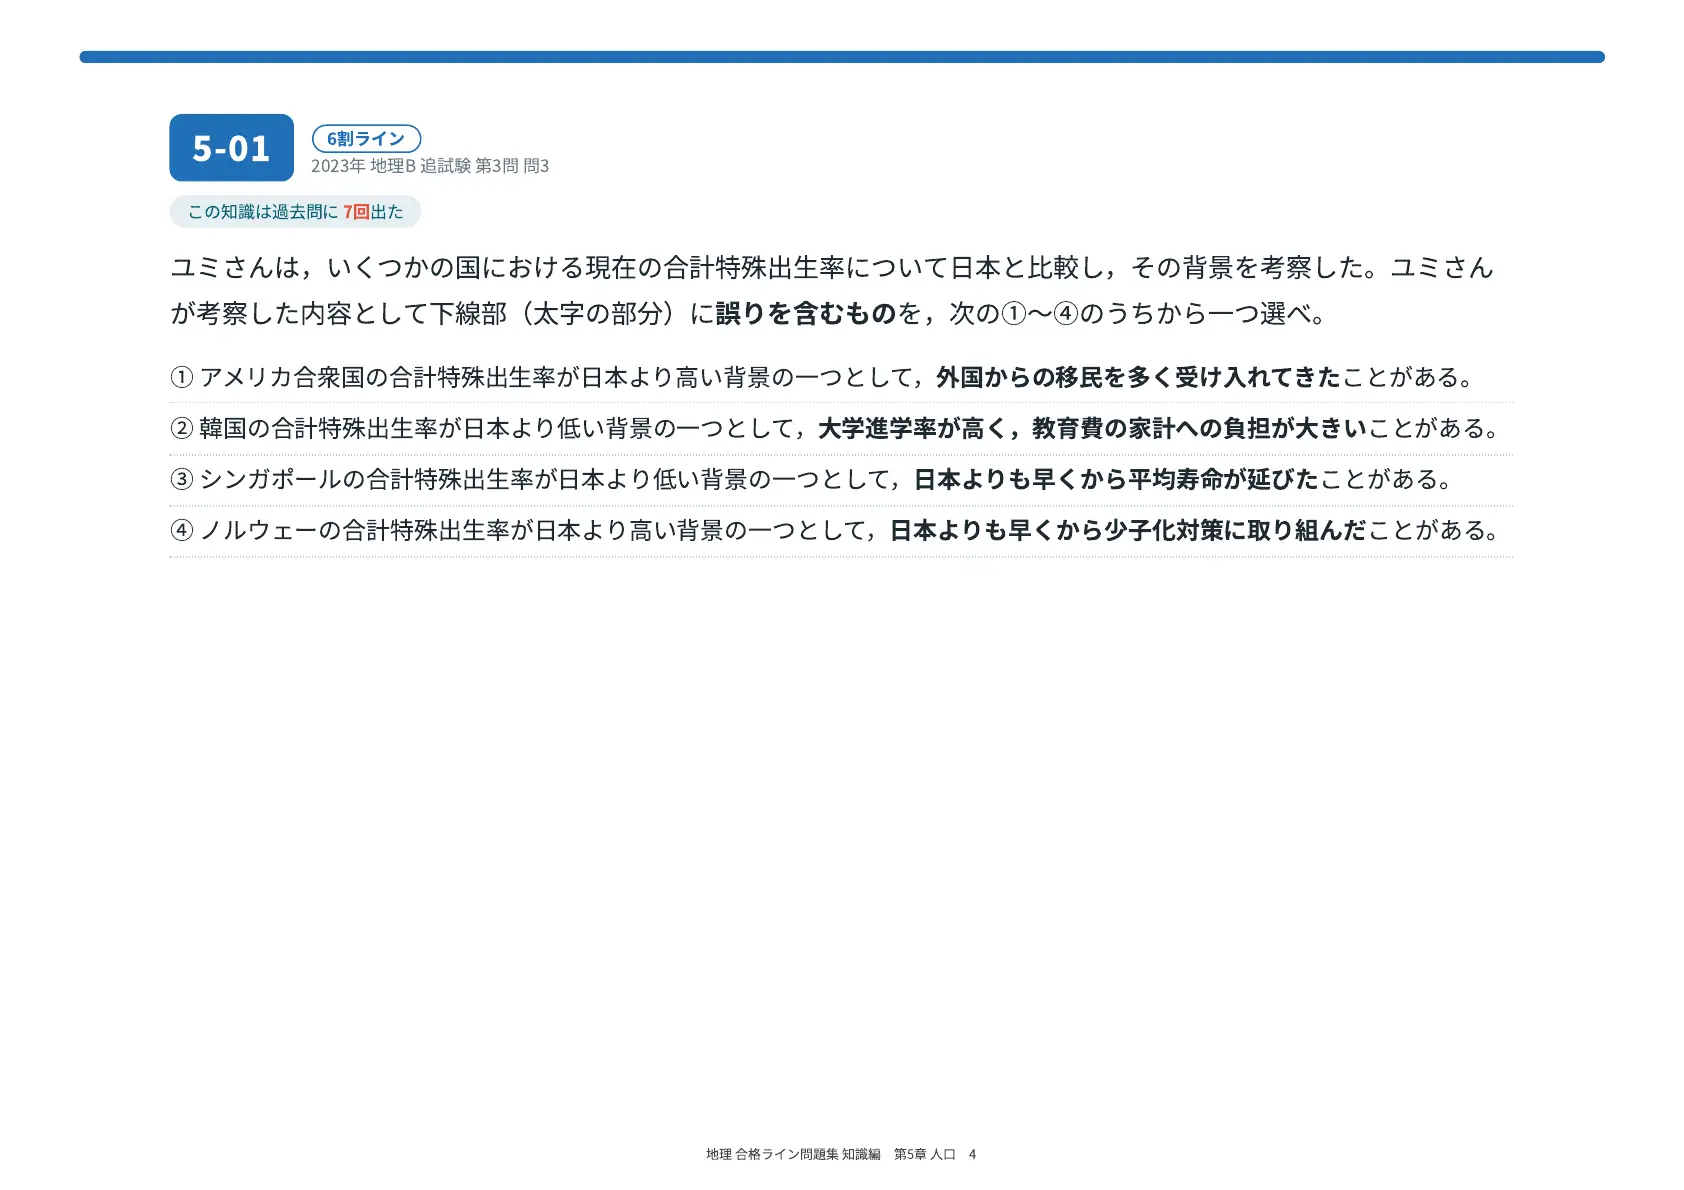 5-01
6割ライン
2023年 地理B 追試験 第3問 問3
この知識は過去問に 7回出た
ユミさんは，いくつかの国における現在の合計特殊出生率について日本と比較し，その背景を考察した。ユミさん
が考察した内容として下線部（太字の部分）に誤りを含むものを，次の①～④のうちから一つ選べ。
① アメリカ合衆国の合計特殊出生率が日本より高い背景の一つとして，外国からの移民を多く受け入れてきたことがある。
② 韓国の合計特殊出生率が日本より低い背景の一つとして，大学進学率が高く，教育費の家計への負担が大きいことがある。
③ シンガポールの合計特殊出生率が日本より低い背景の一つとして，日本よりも早くから平均寿命が延びたことがある。
④ ノルウェーの合計特殊出生率が日本より高い背景の一つとして，日本よりも早くから少子化対策に取り組んだことがある。
地理 合格ライン問題集 知識編　第5章 人口　4